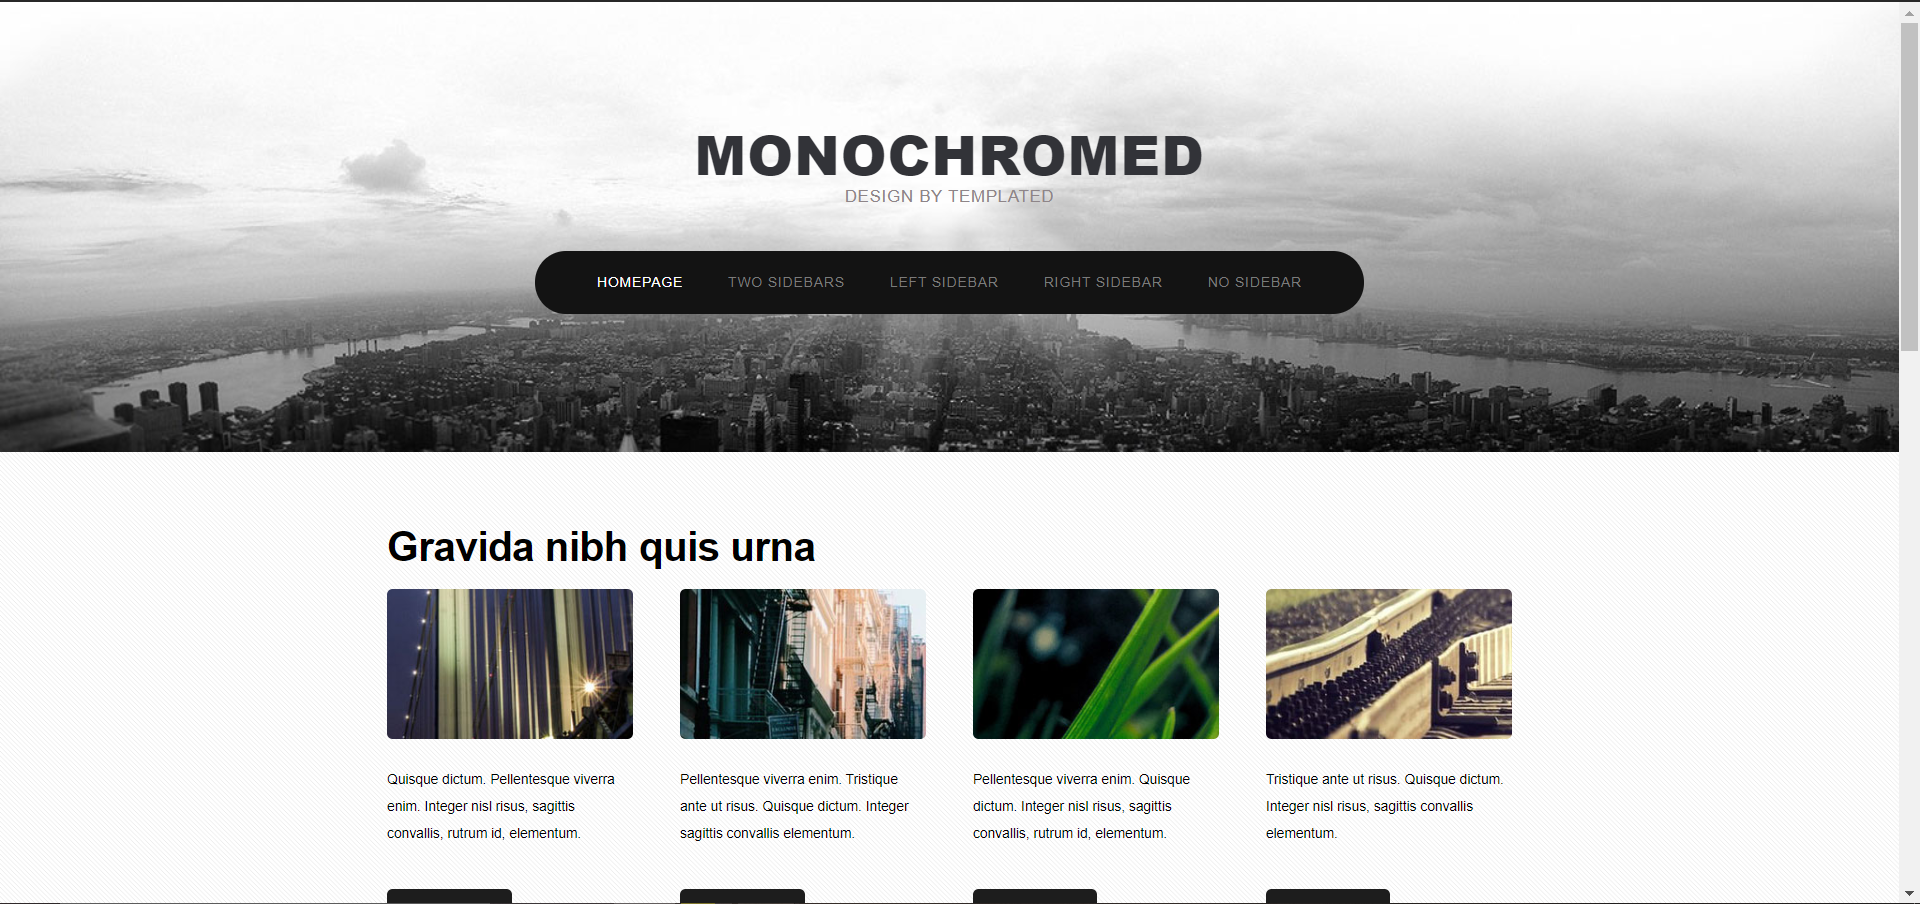 MONOCHROMED
DESIGN BY TEMPLATED
HOMEPAGE TWO SIDEBARS LEFT SIDEBAR RIGHT SIDEBAR NO SIDEBAR
Gravida nibh quis urna
Quisque dictum. Pellentesque viverra
enim. Integer nisl risus, sagittis
convallis, rutrum id, elementum.
Pellentesque viverra enim. Tristique
ante ut risus. Quisque dictum. Integer
sagittis convallis elementum.
Pellentesque viverra enim. Quisque
dictum. Integer nisl risus, sagittis
convallis, rutrum id, elementum.
Tristique ante ut risus. Quisque dictum.
Integer nisl risus, sagittis convallis
elementum.